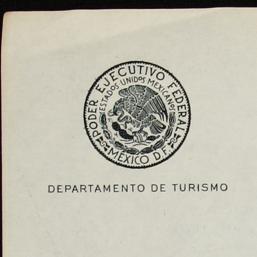 PODER EJECUTIVO FEDERAL
ESTADOS UNIDOS MEXICANOS
MEXICO D.F.
DEPARTAMENTO DE TURISMO